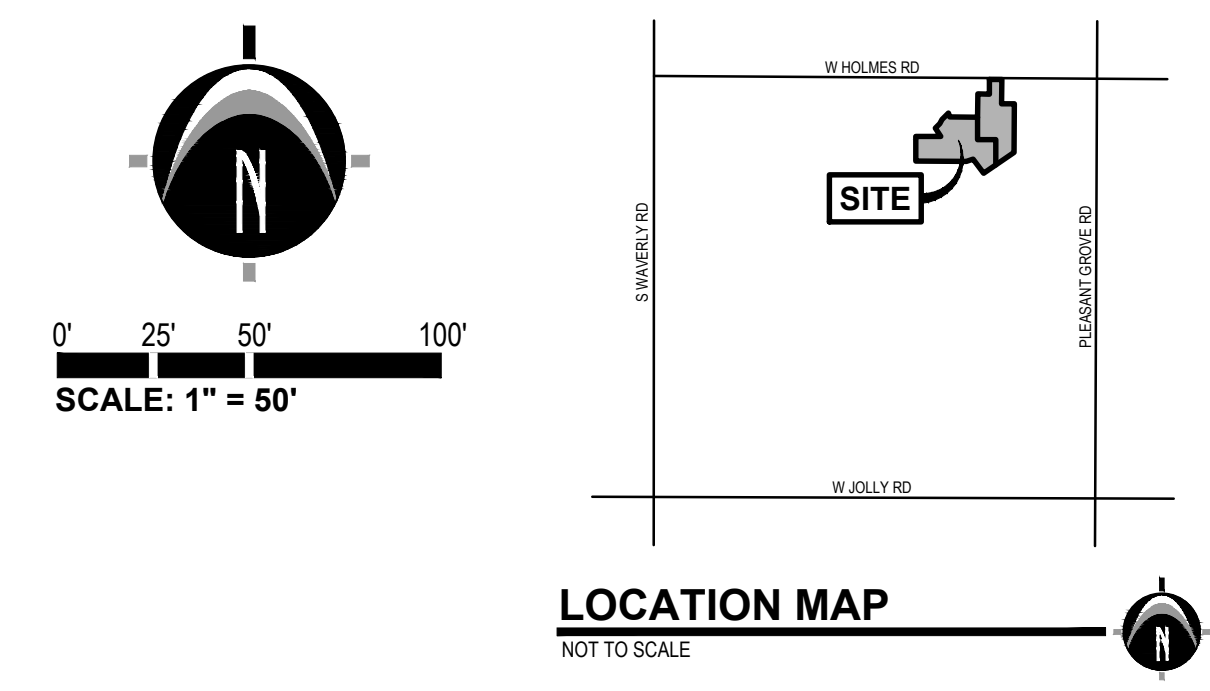 N
0' 25' 50' 100'
SCALE: 1" = 50'
W HOLMES RD
SITE
S WAVERLY RD
PLEASANT GROVE RD
W JOLLY RD
LOCATION MAP
NOT TO SCALE
N